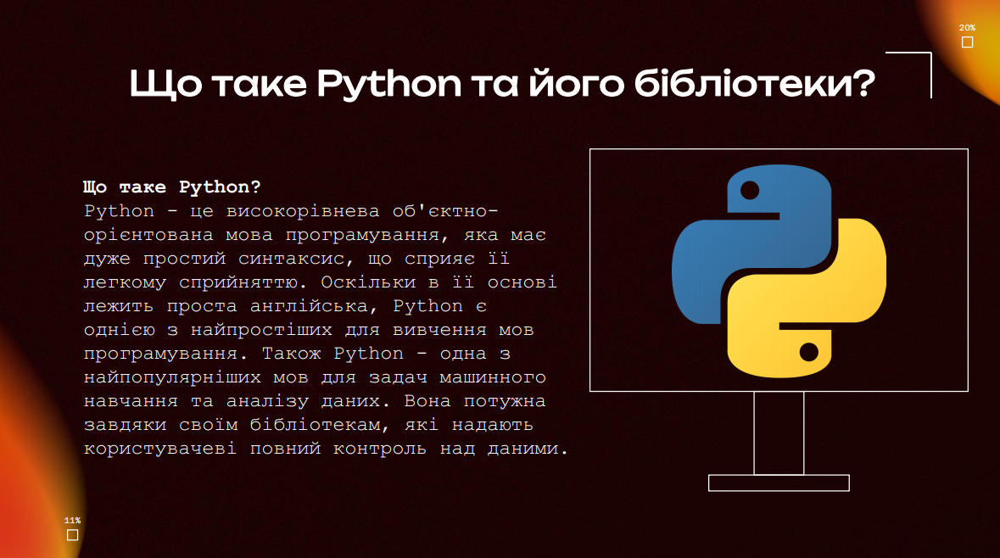 20%
Що таке Python та його бібліотеки?
Що таке Python?
Python - це високорівнева об'єктно-
орієнтована мова програмування, яка має
дуже простий синтаксис, що сприяє її
легкому сприйняттю. Оскільки в її основі
лежить проста англійська, Python є
однією з найпростіших для вивчення мов
програмування. Також Python - одна з
найпопулярніших мов для задач машинного
навчання та аналізу даних. Вона потужна
завдяки своїм бібліотекам, які надають
користувачеві повний контроль над даними.
11%